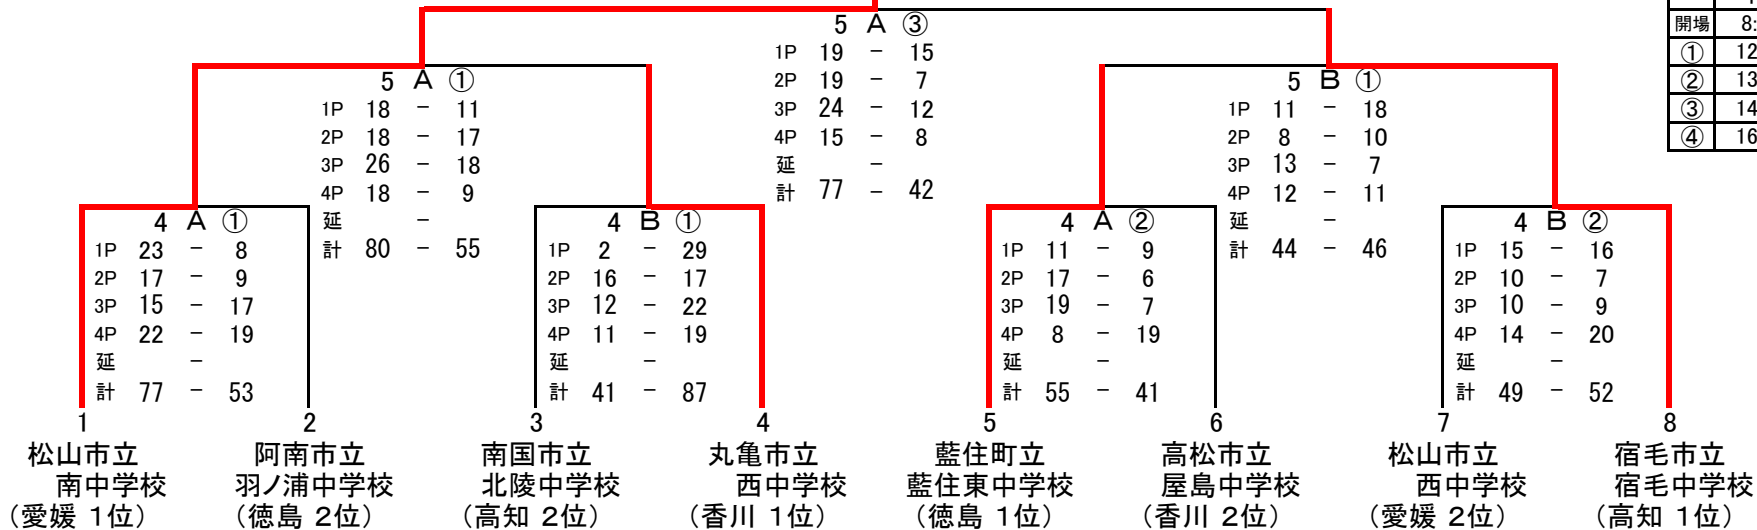 5 A ③
1P 19 - 15
2P 19 - 7
3P 24 - 12
4P 15 - 8
延 -
計 77 - 42
開場 8:
① 12
② 13
③ 14
④ 16
5 A ①
1P 18 - 11
2P 18 - 17
3P 26 - 18
4P 18 - 9
延 -
計 80 - 55
5 B ①
1P 11 - 18
2P 8 - 10
3P 13 - 7
4P 12 - 11
延 -
計 44 - 46
4 A ①
1P 23 - 8
2P 17 - 9
3P 15 - 17
4P 22 - 19
延 -
計 77 - 53
4 B ①
1P 2 - 29
2P 16 - 17
3P 12 - 22
4P 11 - 19
延 -
計 41 - 87
4 A ②
1P 11 - 9
2P 17 - 6
3P 19 - 7
4P 8 - 19
延 -
計 55 - 41
4 B ②
1P 15 - 16
2P 10 - 7
3P 10 - 9
4P 14 - 20
延 -
計 49 - 52
1 2 3 4 5 6 7 8
松山市立 阿南市立 南国市立 丸亀市立 藍住町立 高松市立 松山市立 宿毛市立
南中学校 羽ノ浦中学校 北陵中学校 西中学校 藍住東中学校 屋島中学校 西中学校 宿毛中学校
（愛媛 1位） （徳島 2位） （高知 2位） （香川 1位） （徳島 1位） （香川 2位） （愛媛 2位） （高知 1位）